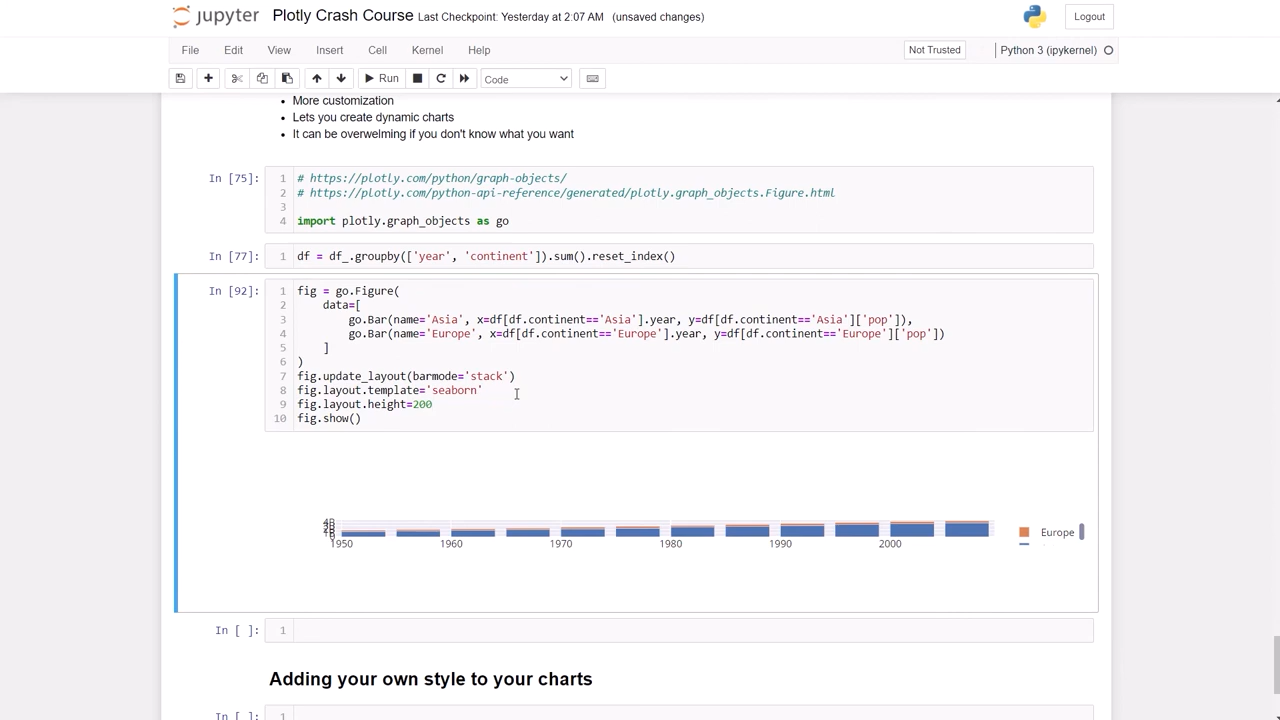 jupyter Plotly Crash Course Last Checkpoint: Yesterday at 2:07 AM (unsaved changes) Logout
File Edit View Insert Cell Kernel Help Not Trusted Python 3 (ipykernel)
Run Code
More customization
Lets you create dynamic charts
It can be overwelming if you don't know what you want
In [75]: 1 # https://plotly.com/python/graph-objects/
2 # https://plotly.com/python-api-reference/generated/plotly.graph_objects.Figure.html
3
4 import plotly.graph_objects as go
In [77]: 1 df = df_.groupby(['year', 'continent']).sum().reset_index()
In [92]: 1 fig = go.Figure(
2 data=[
3 go.Bar(name='Asia', x=df[df.continent=='Asia'].year, y=df[df.continent=='Asia']['pop']),
4 go.Bar(name='Europe', x=df[df.continent=='Europe'].year, y=df[df.continent=='Europe']['pop'])
5 ]
6 )
7 fig.update_layout(barmode='stack')
8 fig.layout.template='seaborn'
9 fig.layout.height=200
10 fig.show()
Europe
1950 1960 1970 1980 1990 2000
In [ ]: 1
Adding your own style to your charts
In [ ]: 1